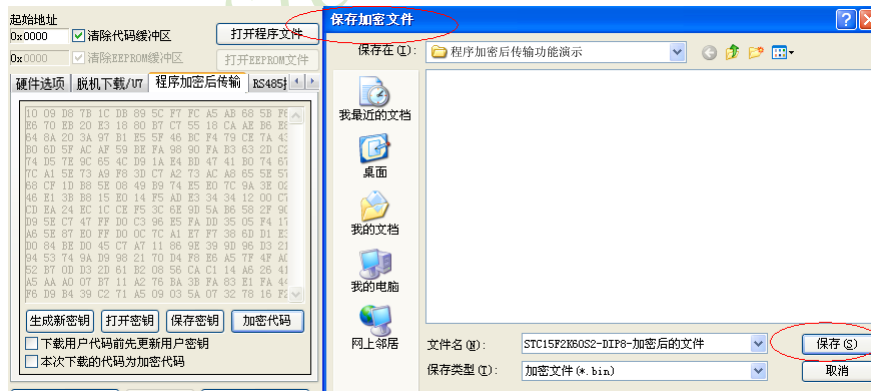 起始地址
0x0000 清除代码缓冲区 打开程序文件
0x0000 清除EEPROM缓冲区 打开EEPROM文件
硬件选项 脱机下载/U7 程序加密后传输 RS485
10 09 D8 7B 1C DB 89 5C F7 FC A5 AB 68 5B
E6 70 EB 20 E3 18 80 B7 C7 55 18 CA AE B6
64 8A 20 3A 97 B1 E5 5F 46 BC F4 79 CE 7A 43
B0 6D 5F AC AF 59 BE FA 98 90 FA B3 63 2D C2
74 D5 7E 9C 65 4C D9 1A E4 BD 47 41 B0 74 67
7C A1 5E 73 A9 F8 3D C7 A2 73 AC A8 65 5E 57
68 CF 1D B8 5E 08 49 B9 74 E5 E0 7C 9A 3E 02
46 E1 3B B8 15 E0 14 F5 AD E3 34 34 12 00 C7
CD EA 24 EC 1C CE F5 3C 6E 9D 5A B6 58 2F 90
D9 5E C7 47 FF D0 C3 96 E5 FA DD 35 05 F4 17
A6 5E 87 E0 FF D0 0C 7C A1 E7 F7 38 6D D1
D0 84 BE D0 45 C7 A7 11 86 9E 39 9D 96 D3 21
94 53 74 9A D9 98 21 70 D4 F8 E6 A5 7F 4F
52 B7 0D D3 2D 61 B2 08 56 CA C1 14 A6 26 41
A5 AA A0 07 B7 11 A2 76 BA 3B FA 83 E1 FA
F6 D9 B4 39 C2 71 A5 09 03 5A 07 32 78 16
生成新密钥 打开密钥 保存密钥 加密代码
下载用户代码前先更新用户密钥
本次下载的代码为加密代码
保存加密文件
保存在(I): 程序加密后传输功能演示
我最近的文档
桌面
我的文档
我的电脑
网上邻居
文件名(N): STC15F2K60S2-DIP8-加密后的文件 保存(S)
保存类型(T): 加密文件(*.bin) 取消